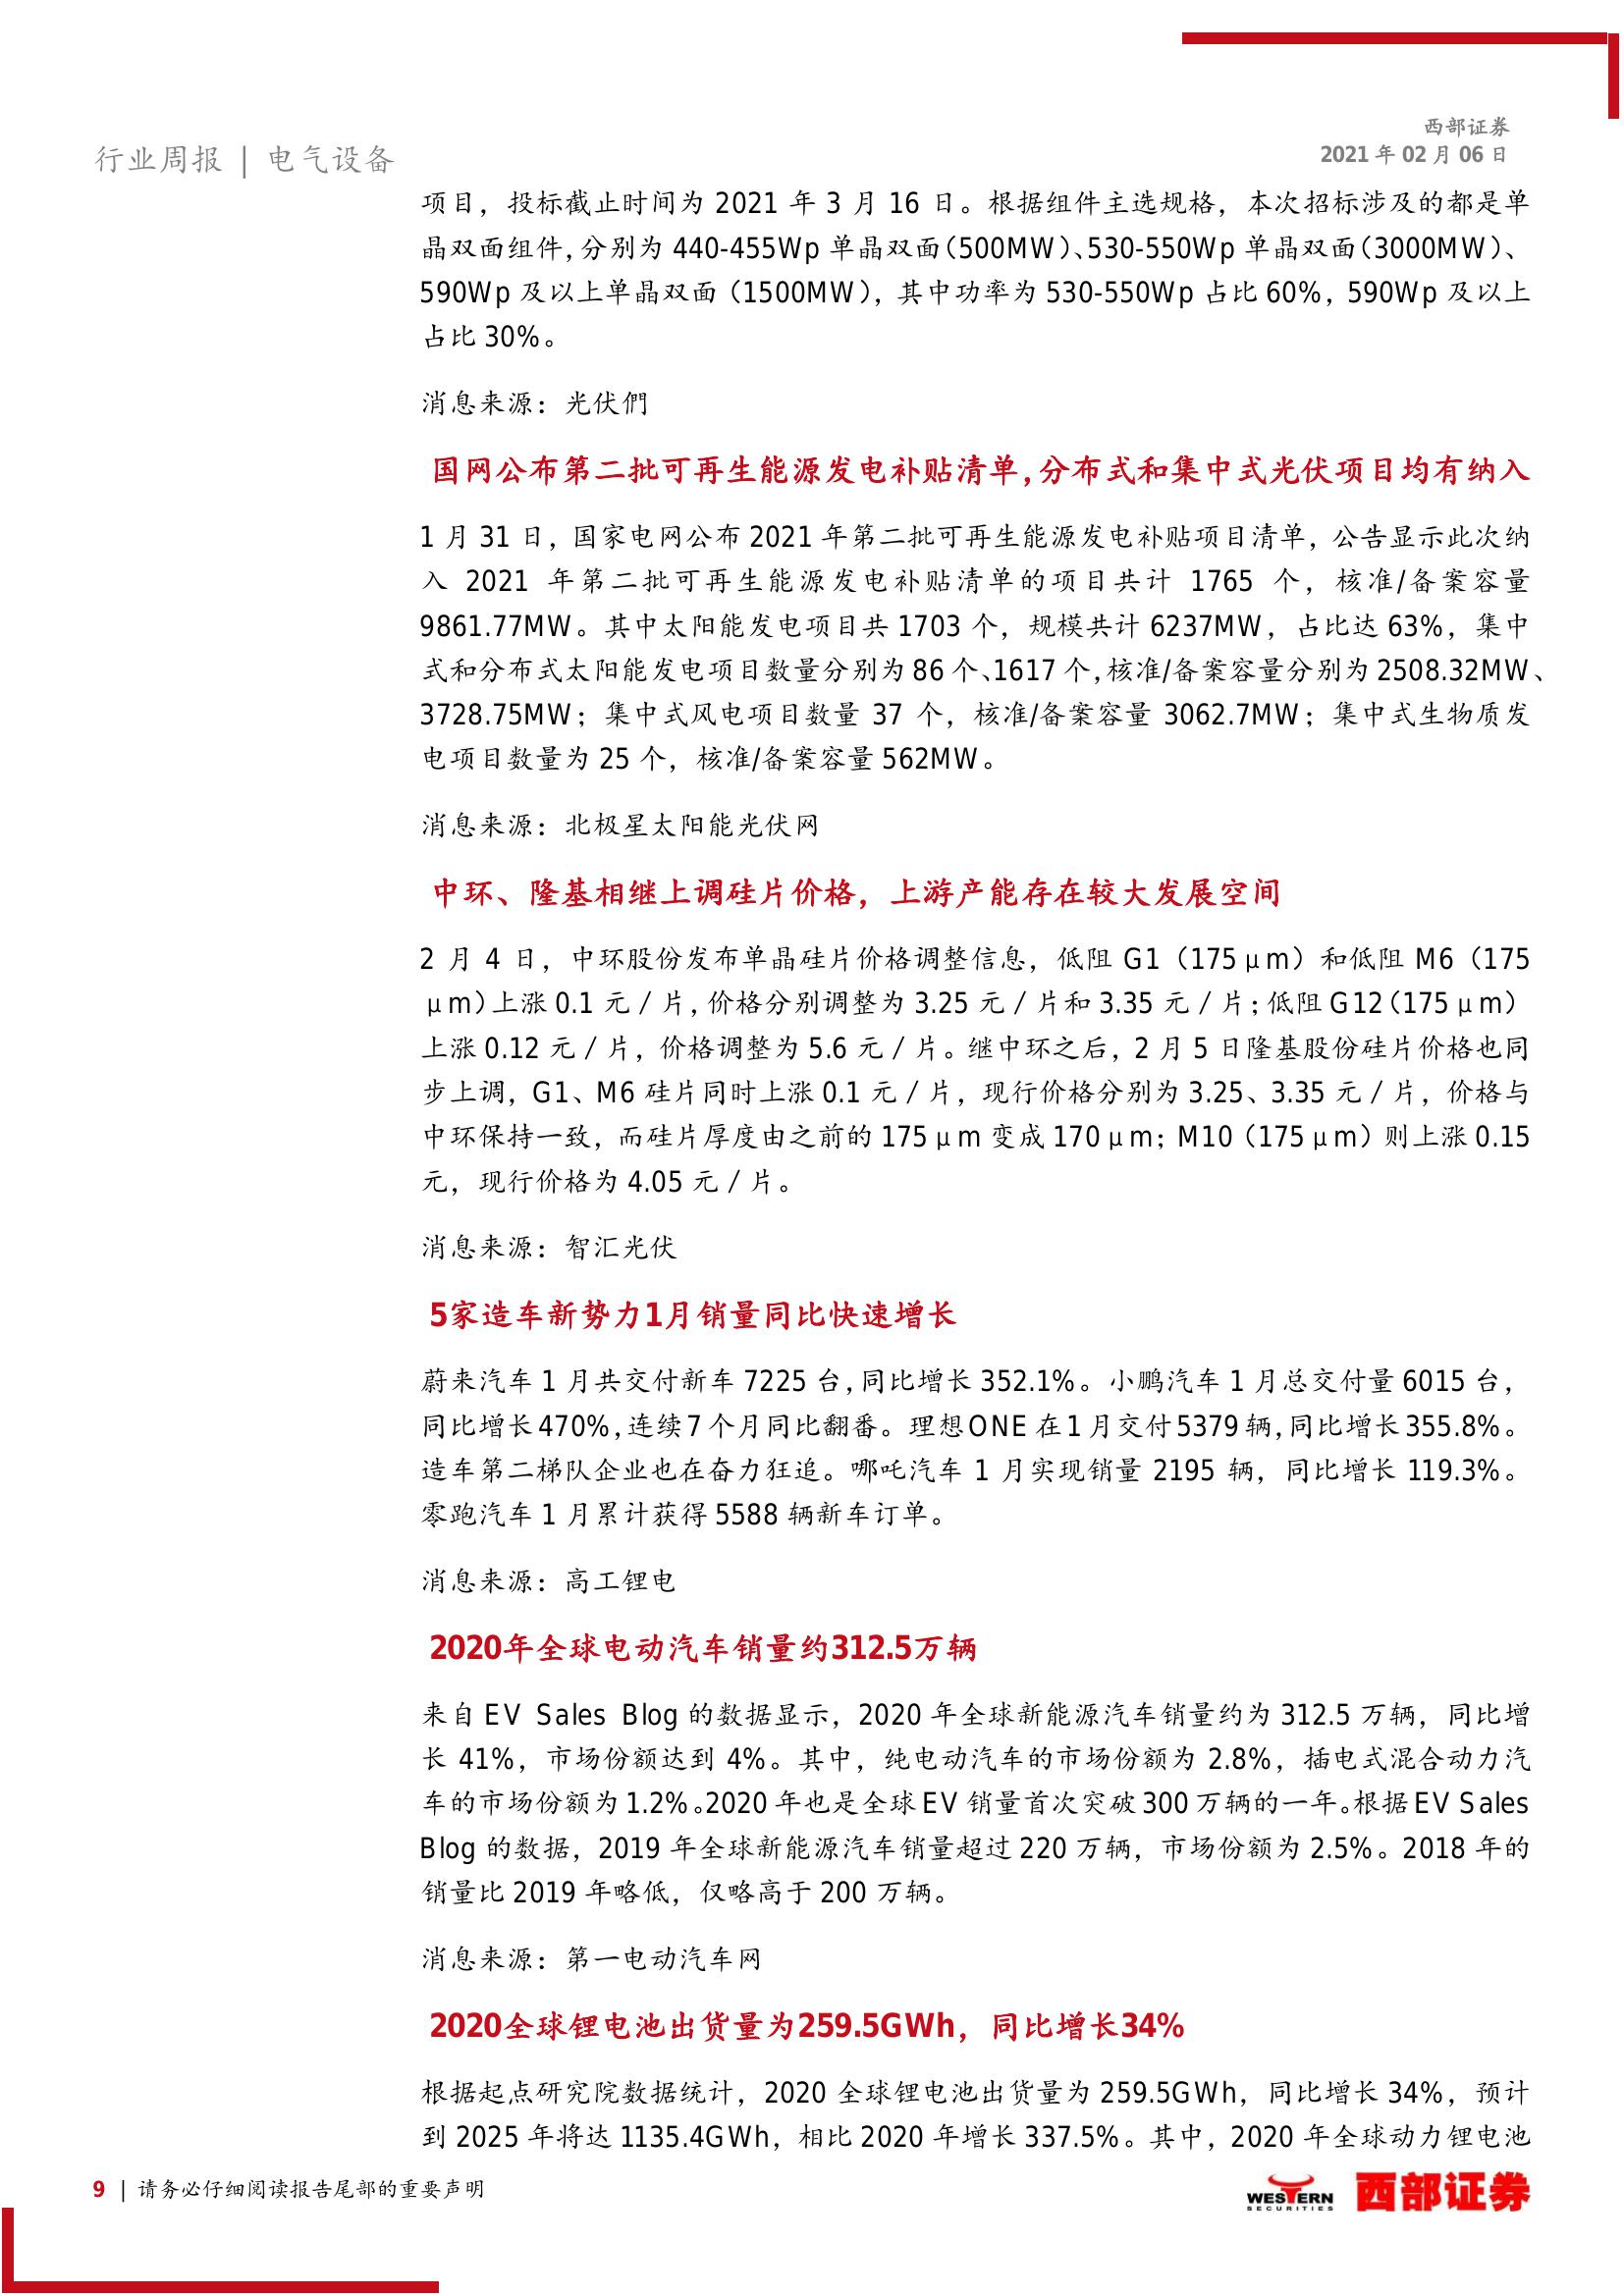 西部证券
2021 年 02 月 06 日
行业周报 | 电气设备
项目，投标截止时间为 2021 年 3 月 16 日。根据组件主选规格，本次招标涉及的都是单
晶双面组件，分别为 440-455Wp 单晶双面（500MW）、530-550Wp 单晶双面（3000MW）、
590Wp 及以上单晶双面（1500MW），其中功率为 530-550Wp 占比 60%，590Wp 及以上
占比 30%。
消息来源：光伏們
国网公布第二批可再生能源发电补贴清单，分布式和集中式光伏项目均有纳入
1 月 31 日，国家电网公布 2021 年第二批可再生能源发电补贴项目清单，公告显示此次纳
入 2021 年第二批可再生能源发电补贴清单的项目共计 1765 个，核准/备案容量
9861.77MW。其中太阳能发电项目共 1703 个，规模共计 6237MW，占比达 63%，集中
式和分布式太阳能发电项目数量分别为 86 个、1617 个，核准/备案容量分别为 2508.32MW、
3728.75MW；集中式风电项目数量 37 个，核准/备案容量 3062.7MW；集中式生物质发
电项目数量为 25 个，核准/备案容量 562MW。
消息来源：北极星太阳能光伏网
中环、隆基相继上调硅片价格，上游产能存在较大发展空间
2 月 4 日，中环股份发布单晶硅片价格调整信息，低阻 G1（175μm）和低阻 M6（175
μm）上涨 0.1 元／片，价格分别调整为 3.25 元／片和 3.35 元／片；低阻 G12（175μm）
上涨 0.12 元／片，价格调整为 5.6 元／片。继中环之后，2 月 5 日隆基股份硅片价格也同
步上调，G1、M6 硅片同时上涨 0.1 元／片，现行价格分别为 3.25、3.35 元／片，价格与
中环保持一致，而硅片厚度由之前的 175μm 变成 170μm；M10（175μm）则上涨 0.15
元，现行价格为 4.05 元／片。
消息来源：智汇光伏
5家造车新势力1月销量同比快速增长
蔚来汽车 1 月共交付新车 7225 台，同比增长 352.1%。小鹏汽车 1 月总交付量 6015 台，
同比增长 470%，连续 7 个月同比翻番。理想 ONE 在 1 月交付 5379 辆，同比增长 355.8%。
造车第二梯队企业也在奋力狂追。哪吒汽车 1 月实现销量 2195 辆，同比增长 119.3%。
零跑汽车 1 月累计获得 5588 辆新车订单。
消息来源：高工锂电
2020年全球电动汽车销量约312.5万辆
来自 EV Sales Blog 的数据显示，2020 年全球新能源汽车销量约为 312.5 万辆，同比增
长 41%，市场份额达到 4%。其中，纯电动汽车的市场份额为 2.8%，插电式混合动力汽
车的市场份额为 1.2%。2020 年也是全球 EV 销量首次突破 300 万辆的一年。根据 EV Sales
Blog 的数据，2019 年全球新能源汽车销量超过 220 万辆，市场份额为 2.5%。2018 年的
销量比 2019 年略低，仅略高于 200 万辆。
消息来源：第一电动汽车网
2020全球锂电池出货量为259.5GWh，同比增长34%
根据起点研究院数据统计，2020 全球锂电池出货量为 259.5GWh，同比增长 34%，预计
到 2025 年将达 1135.4GWh，相比 2020 年增长 337.5%。其中，2020 年全球动力锂电池
9 | 请务必仔细阅读报告尾部的重要声明
WESTERN
SECURITIES
西部证券